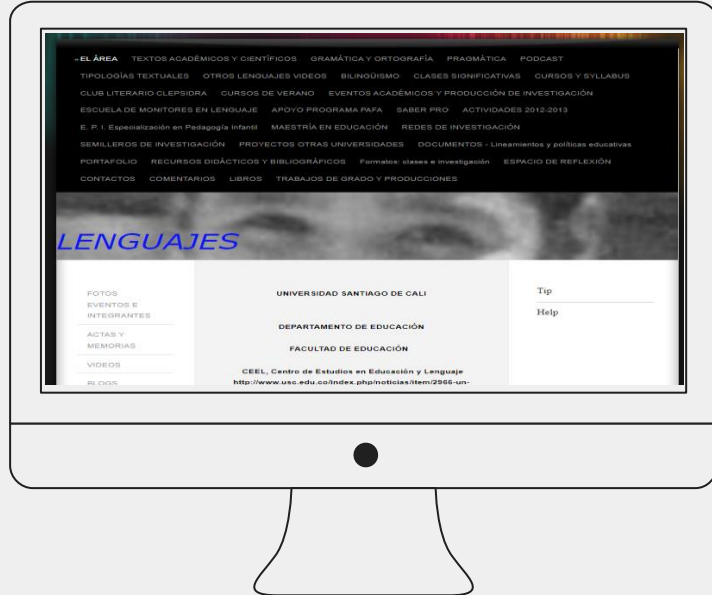 EL ÁREA TEXTOS ACADÉMICOS Y CIENTÍFICOS GRAMÁTICA Y ORTOGRAFÍA PRAGMÁTICA PODCAST
TIPOLOGÍAS TEXTUALES OTROS LENGUAJES VIDEOS BILINGÜISMO CLASES SIGNIFICATIVAS CURSOS Y SYLLABUS
CLUB LITERARIO CLEPSIDRA CURSOS DE VERANO EVENTOS ACADÉMICOS Y PRODUCCIÓN DE INVESTIGACIÓN
ESCUELA DE MONITORES EN LENGUAJE APOYO PROGRAMA PAFA SABER PRO ACTIVIDADES 2012-2013
E. P. I. Especialización en Pedagogía Infantil MAESTRÍA EN EDUCACIÓN REDES DE INVESTIGACIÓN
SEMILLEROS DE INVESTIGACIÓN PROYECTOS OTRAS UNIVERSIDADES DOCUMENTOS - Lineamientos y políticas educativas
PORTAFOLIO RECURSOS DIDÁCTICOS Y BIBLIOGRÁFICOS Formatos: clases e investigación ESPACIO DE REFLEXIÓN
CONTACTOS COMENTARIOS LIBROS TRABAJOS DE GRADO Y PRODUCCIONES
LENGUAJES
FOTOS
EVENTOS E
INTEGRANTES
ACTAS Y
MEMORIAS
VIDEOS
BLOGS
UNIVERSIDAD SANTIAGO DE CALI
DEPARTAMENTO DE EDUCACIÓN
FACULTAD DE EDUCACIÓN
CEEL, Centro de Estudios en Educación y Lenguaje
http://www.usc.edu.co/index.php/noticias/item/2966-un-
Tip
Help